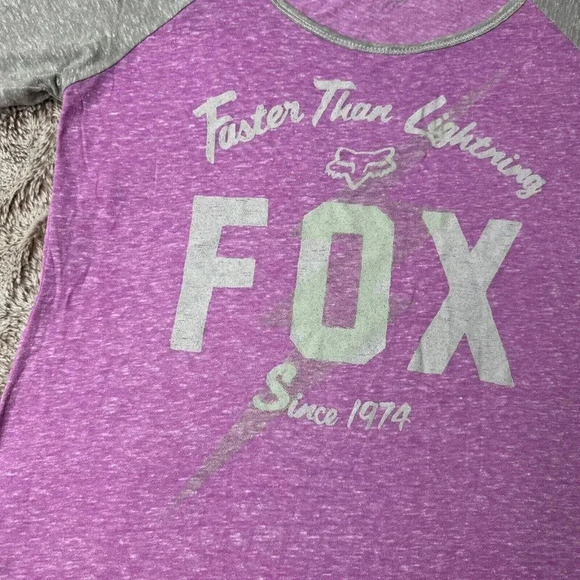 Faster Than Lightning
FOX
Since 1974